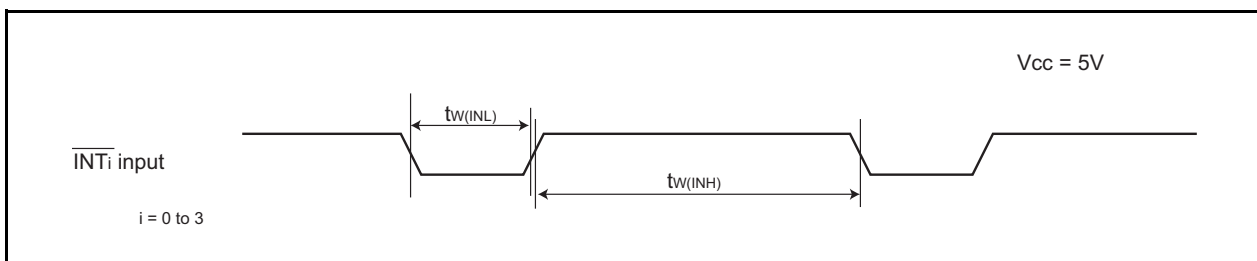 Vcc = 5V
tW(INL)
INTi input
tW(INH)
i = 0 to 3